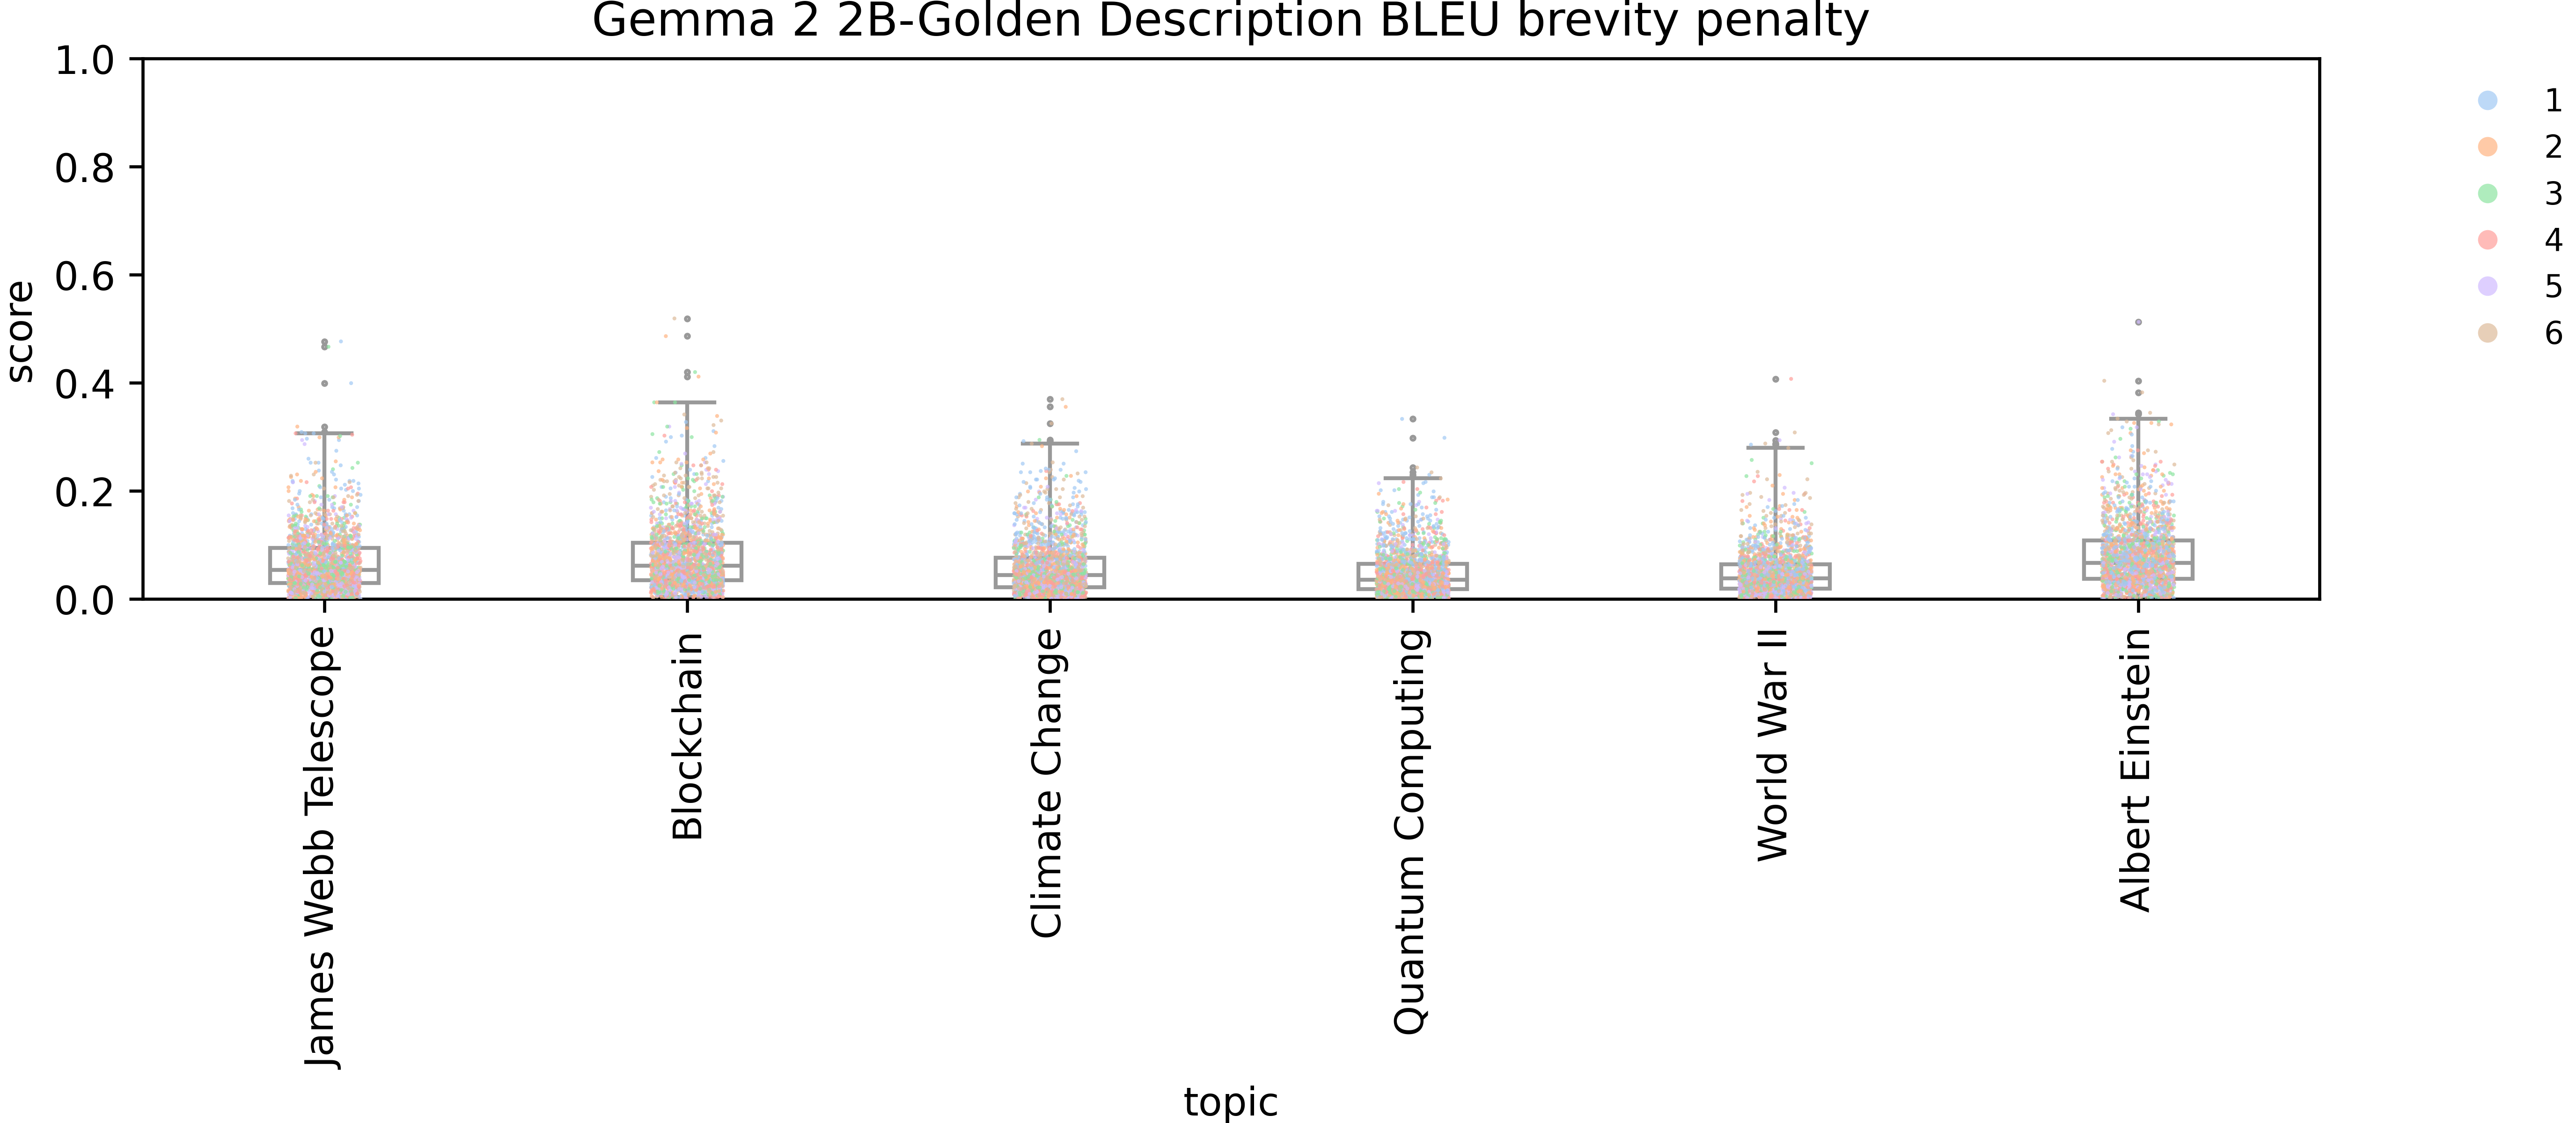 Gemma 2 2B-Golden Description BLEU brevity penalty
1.0
0.8
0.6
0.4
0.2
0.0
score
James Webb Telescope
Blockchain
Climate Change
Quantum Computing
World War II
Albert Einstein
topic
1
2
3
4
5
6